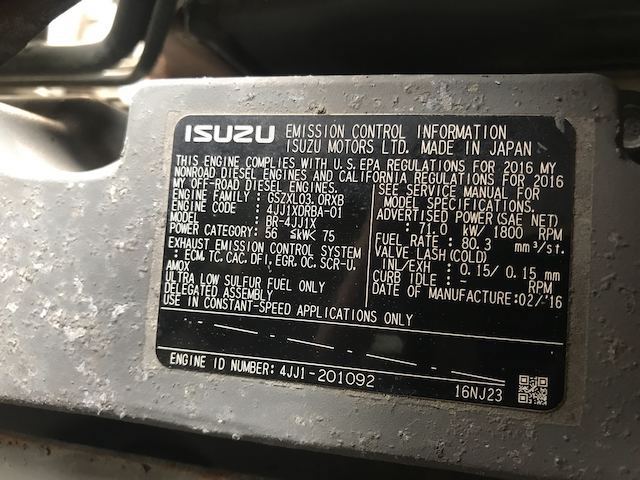 ISUZU EMISSION CONTROL INFORMATION
ISUZU MOTORS LTD. MADE IN JAPAN
THIS ENGINE COMPLIES WITH U.S.EPA REGULATIONS FOR 2016 MY
NONROAD DIESEL ENGINES AND CALIFORNIA REGULATIONS FOR 2016
MY OFF-ROAD DIESEL ENGINES.
ENGINE FAMILY : GSZXL03.0RXB
ENGINE CODE : 4JJ1XDRBA-01
MODEL : BR-4JJ1X
POWER CATEGORY: 56 ≦kW< 75
EXHAUST EMISSION CONTROL SYSTEM
: ECM, TC, CAC, DFI, EGR, OC, SCR-U,
AMOX
ULTRA LOW SULFUR FUEL ONLY
DELEGATED ASSEMBLY
USE IN CONSTANT-SPEED APPLICATIONS ONLY
SEE SERVICE MANUAL FOR
MODEL SPECIFICATIONS.
ADVERTISED POWER(SAE NET)
: 71.0 kW/ 1800 RPM
FUEL RATE : 80.3 mm³/st.
VALVE LASH(COLD)
INL/EXH : 0.15/ 0.15 mm
CURB IDLE : - RPM
DATE OF MANUFACTURE:02/'16
ENGINE ID NUMBER: 4JJ1-201092
16NJ23